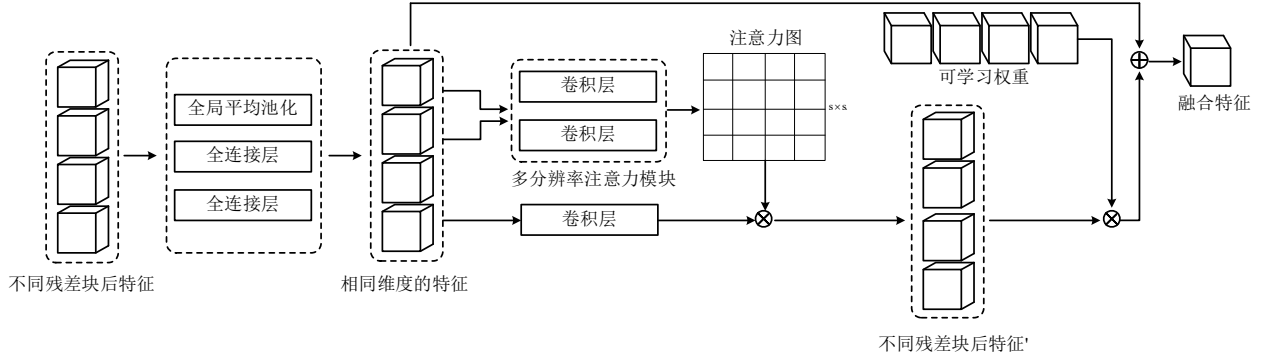 不同残差块后特征
全局平均池化
全连接层
全连接层
相同维度的特征
卷积层
卷积层
多分辨率注意力模块
卷积层
注意力图
s×s
不同残差块后特征'
可学习权重
融合特征